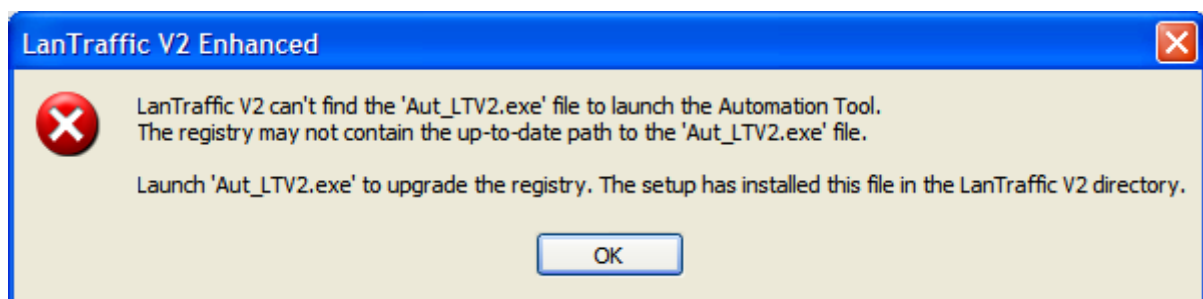 LanTraffic V2 Enhanced
LanTraffic V2 can't find the 'Aut_LTV2.exe' file to launch the Automation Tool.
The registry may not contain the up-to-date path to the 'Aut_LTV2.exe' file.
Launch 'Aut_LTV2.exe' to upgrade the registry. The setup has installed this file in the LanTraffic V2 directory.
OK